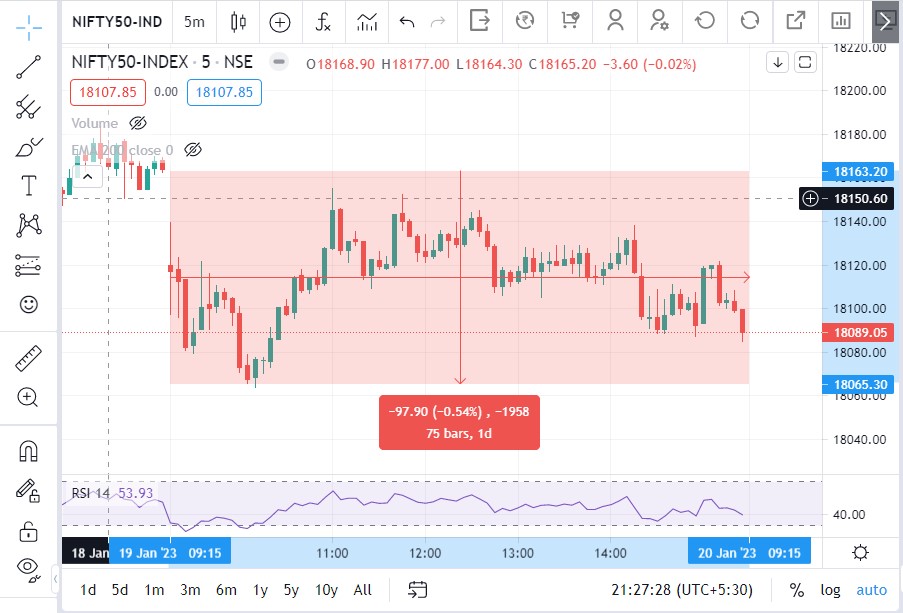 NIFTY50-IND 5m
NIFTY50-INDEX · 5 · NSE O18168.90 H18177.00 L18164.30 C18165.20 −3.60 (−0.02%)
18107.85 0.00 18107.85
Volume
EMA 200 close 0
18220.00
18200.00
18180.00
18163.20
18150.60
18140.00
18120.00
18100.00
18089.05
18080.00
18065.30
18060.00
18040.00
−97.90 (−0.54%) , −1958
75 bars, 1d
RSI 14 53.93
40.00
18 Jan 19 Jan '23 09:15 11:00 12:00 13:00 14:00 20 Jan '23 09:15
1d 5d 1m 3m 6m 1y 5y 10y All 21:27:28 (UTC+5:30) % log auto